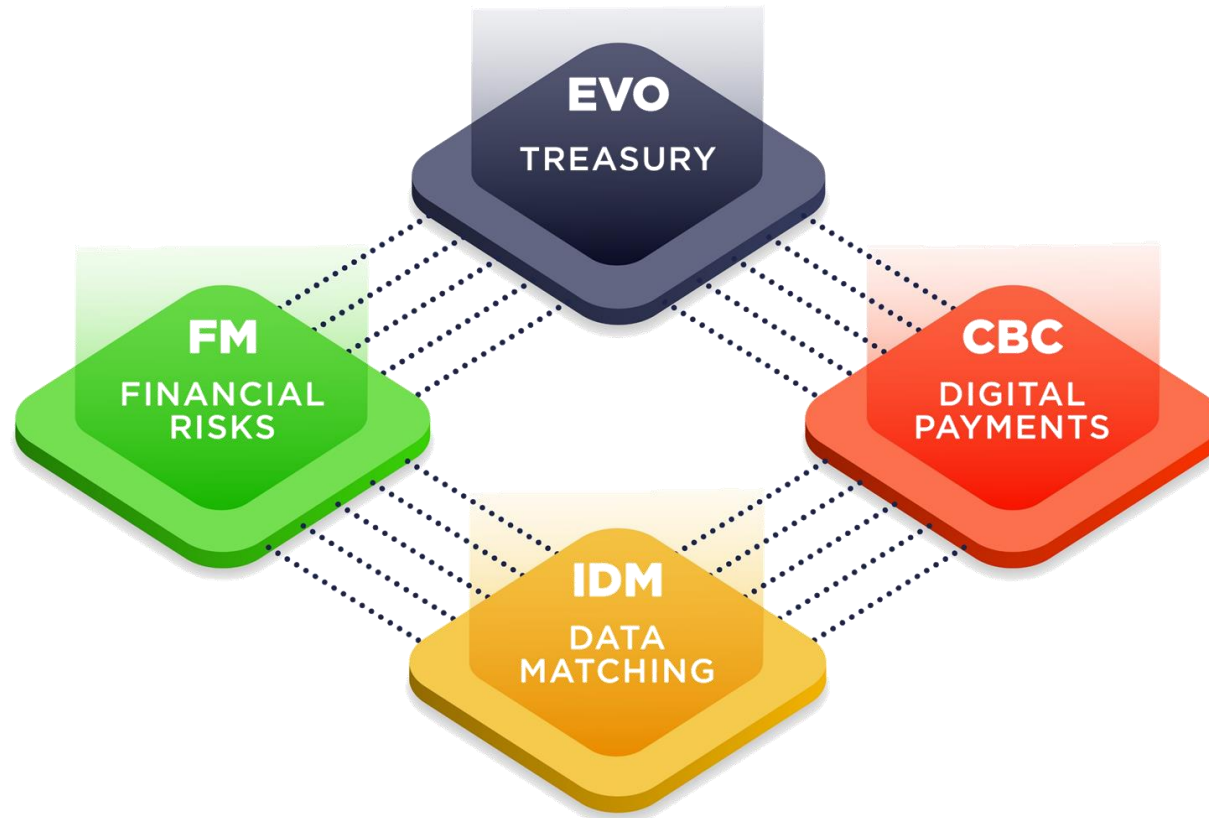 EVO
TREASURY
FM
FINANCIAL
RISKS
CBC
DIGITAL
PAYMENTS
IDM
DATA
MATCHING